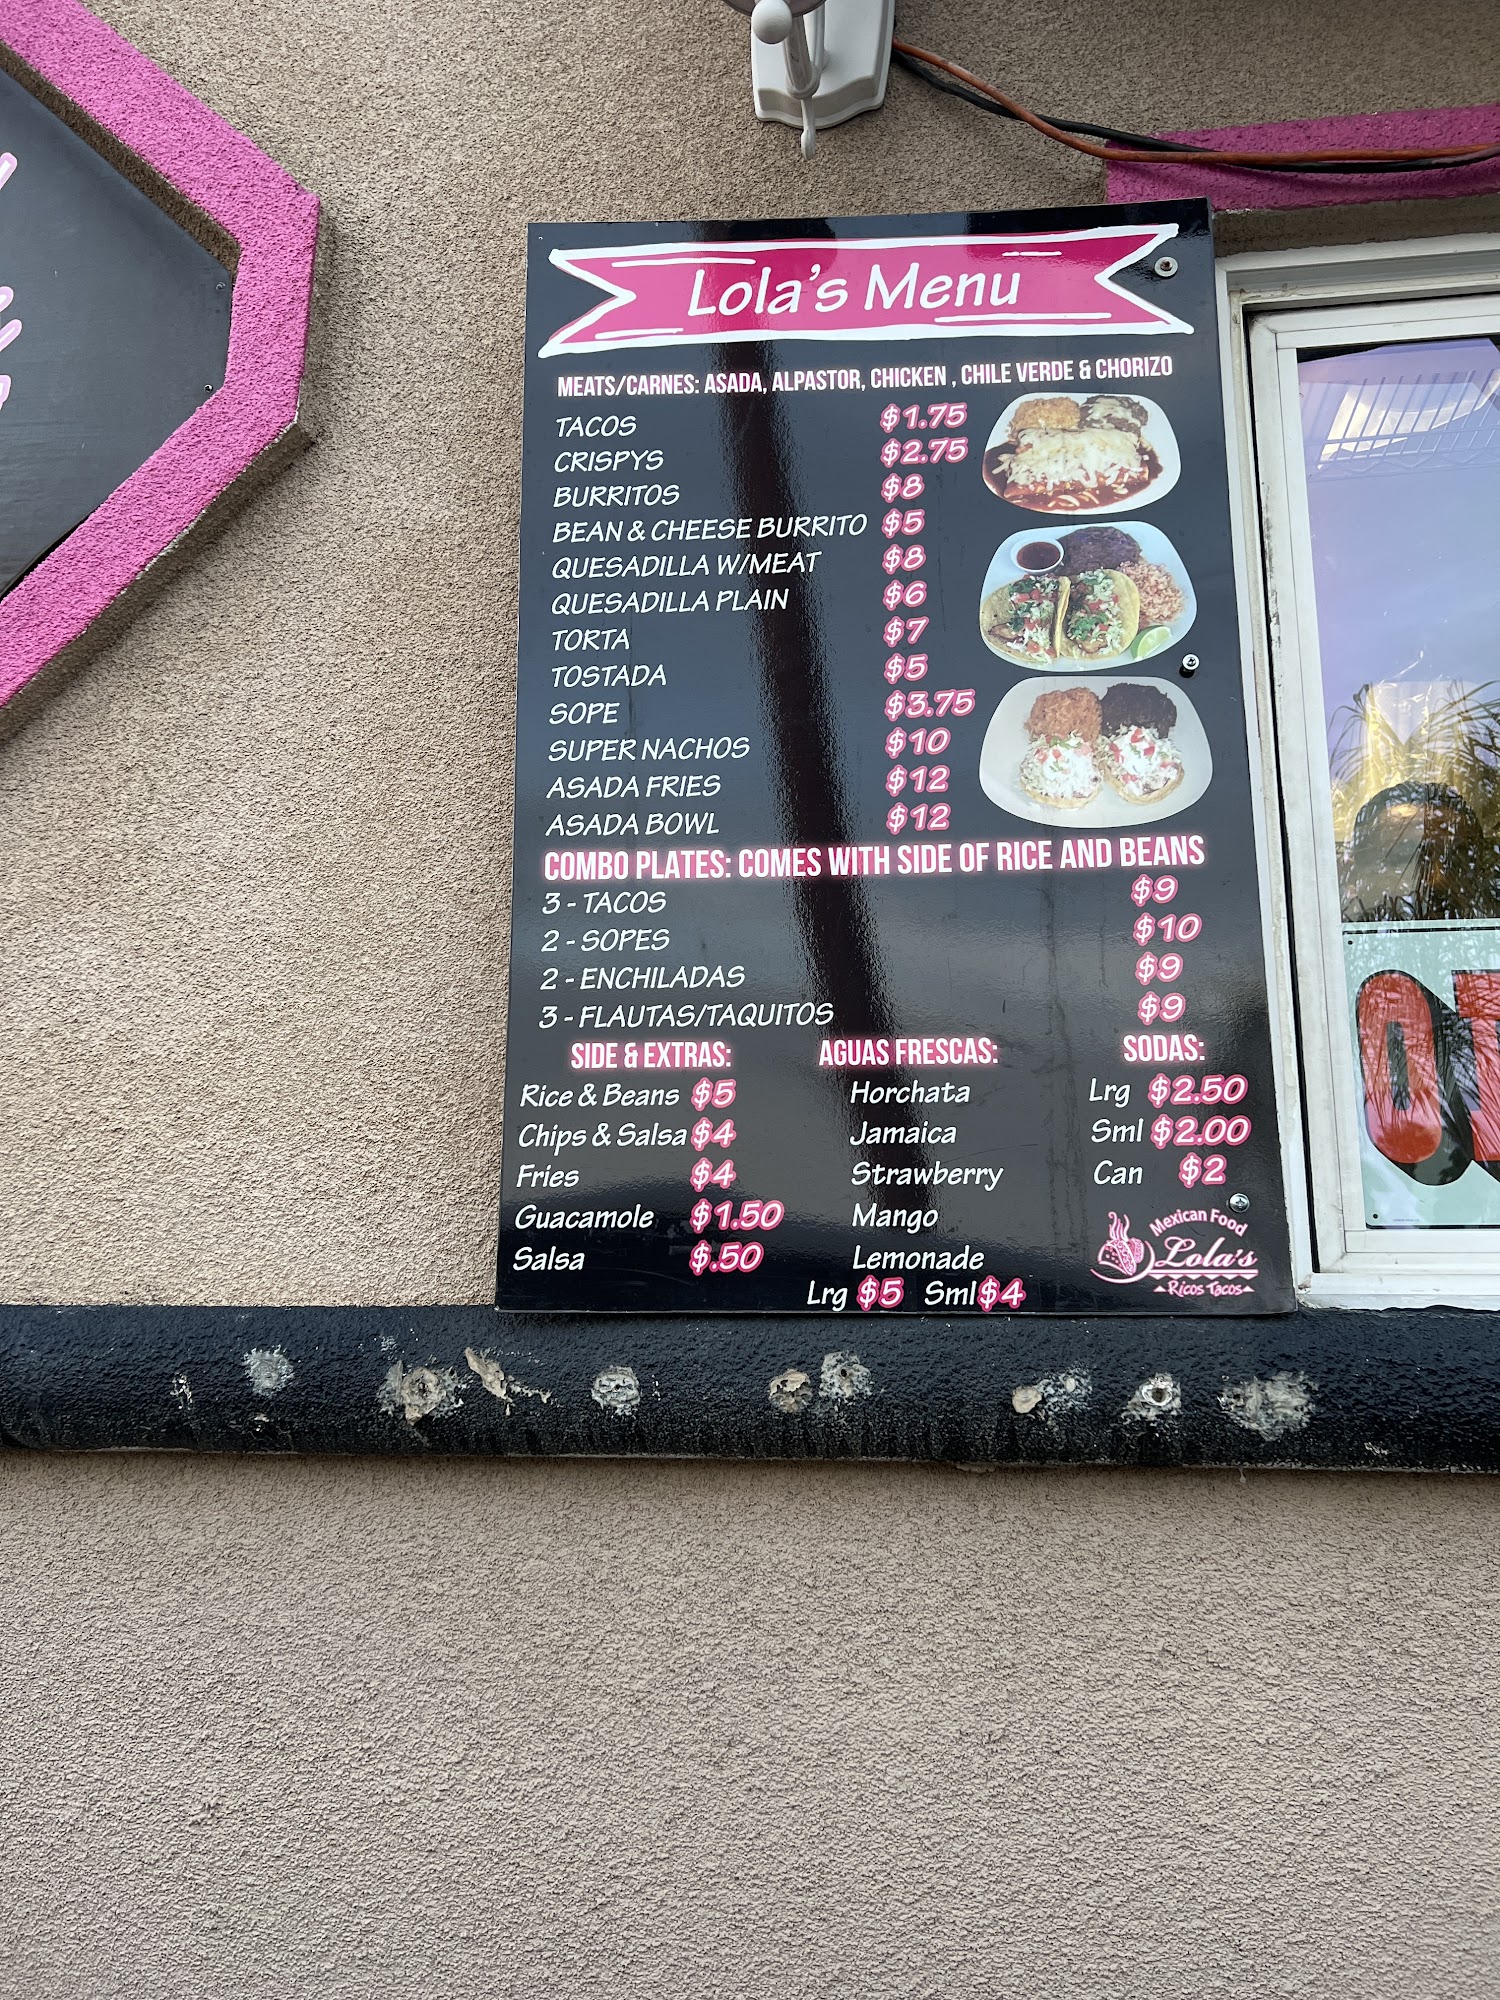 Lola's Menu
MEATS/CARNES: ASADA, ALPASTOR, CHICKEN , CHILE VERDE & CHORIZO
TACOS $1.75
CRISPYS $2.75
BURRITOS $8
BEAN & CHEESE BURRITO $5
QUESADILLA W/MEAT $8
QUESADILLA PLAIN $6
TORTA $7
TOSTADA $5
SOPE $3.75
SUPER NACHOS $10
ASADA FRIES $12
ASADA BOWL $12
COMBO PLATES: COMES WITH SIDE OF RICE AND BEANS
3 - TACOS $9
2 - SOPES $10
2 - ENCHILADAS $9
3 - FLAUTAS/TAQUITOS $9
SIDE & EXTRAS:
Rice & Beans $5
Chips & Salsa $4
Fries $4
Guacamole $1.50
Salsa $.50
AGUAS FRESCAS:
Horchata
Jamaica
Strawberry
Mango
Lemonade
Lrg $5 Sml $4
SODAS:
Lrg $2.50
Sml $2.00
Can $2
Mexican Food
Lola's
Ricos Tacos